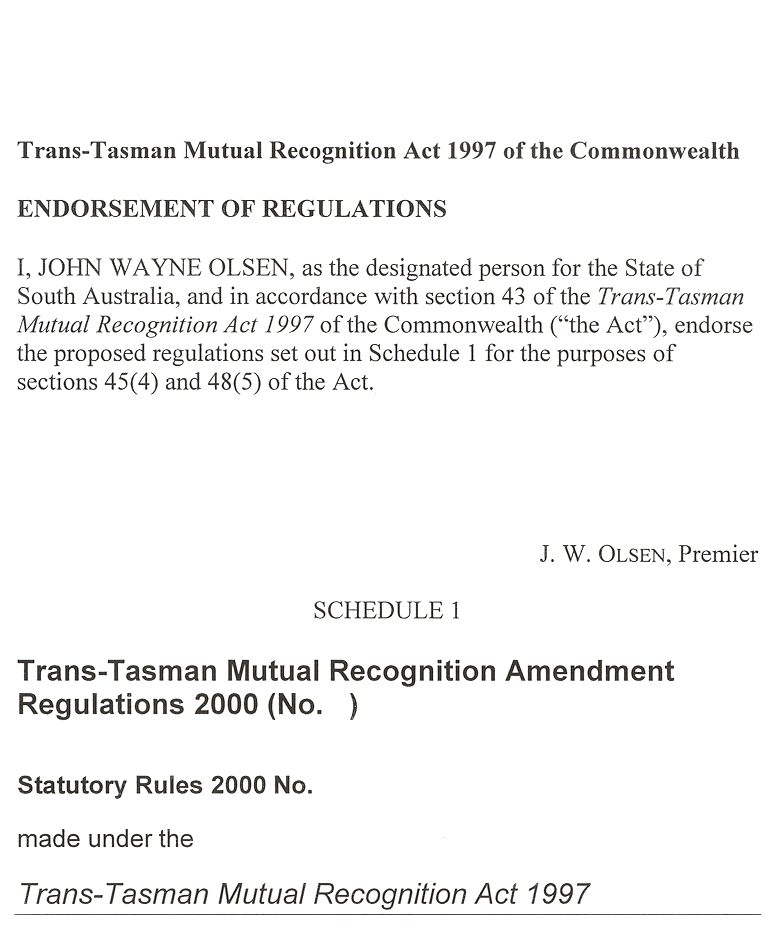 Trans-Tasman Mutual Recognition Act 1997 of the Commonwealth
ENDORSEMENT OF REGULATIONS
I, JOHN WAYNE OLSEN, as the designated person for the State of
South Australia, and in accordance with section 43 of the Trans-Tasman
Mutual Recognition Act 1997 of the Commonwealth (“the Act”), endorse
the proposed regulations set out in Schedule 1 for the purposes of
sections 45(4) and 48(5) of the Act.
J. W. OLSEN, Premier
SCHEDULE 1
Trans-Tasman Mutual Recognition Amendment
Regulations 2000 (No.   )
Statutory Rules 2000 No.
made under the
Trans-Tasman Mutual Recognition Act 1997